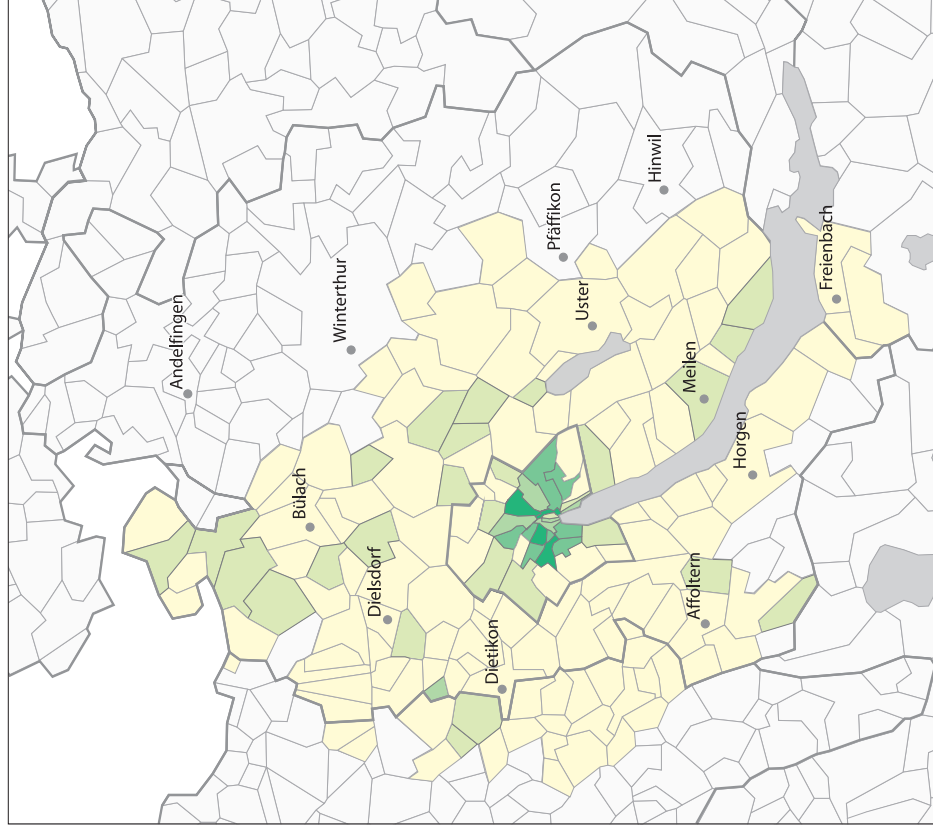 Andelfingen
Winterthur
Bülach
Dielsdorf
Dietikon
Pfäffikon
Hinwil
Uster
Meilen
Horgen
Affoltern
Freienbach